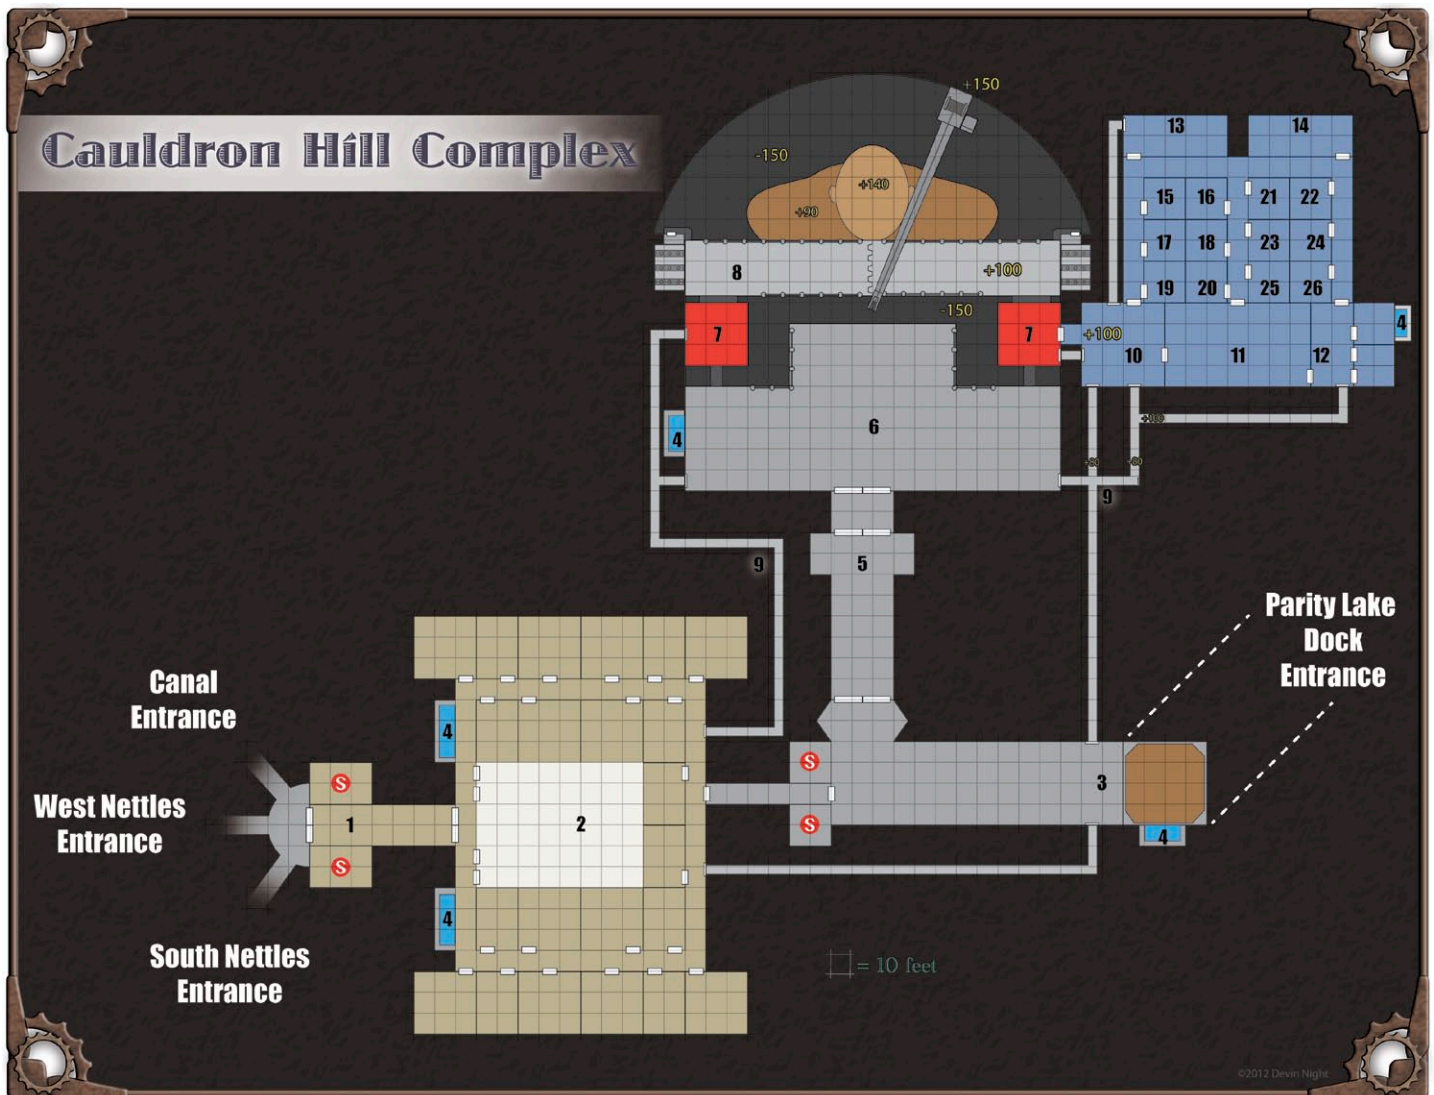 +150
Cauldron Hill Complex
-150
+140
+90
8
+100
-150
7
7
13
14
15
16
21
22
17
18
23
24
19
20
25
26
+100
10
11
12
4
4
6
9
5
9
Parity Lake
Dock
Entrance
Canal
Entrance
4
S
S
3
West Nettles
Entrance
1
2
S
4
S
4
South Nettles
Entrance
= 10 feet
©2012 Devin Night